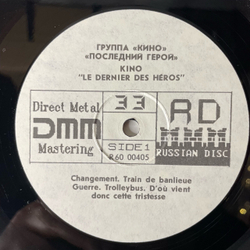 ГРУППА «КИНО»
«ПОСЛЕДНИЙ ГЕРОЙ»
KINO
"LE DERNIER DES HÉROS"
Direct Metal
DMM
Mastering
33
SIDE 1
R60 00405
RD
MMM
RUSSIAN DISC
Changement. Train de banlieue
Guerre. Trolleybus. D'où vient
donc cette tristesse